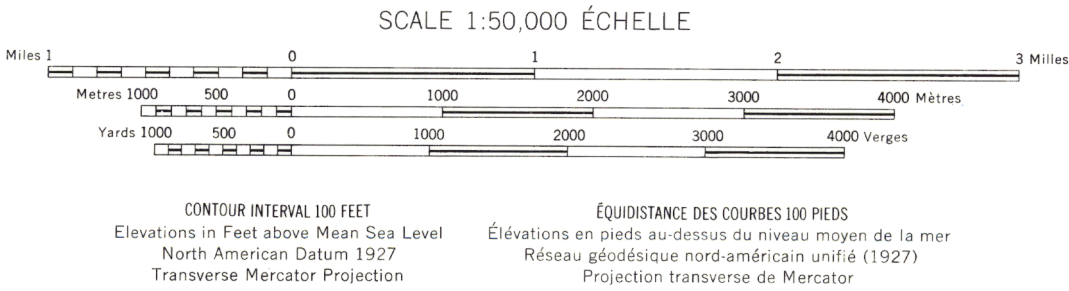 SCALE 1:50,000 ÉCHELLE
Miles 1 0 1 2 3 Milles
Metres 1000 500 0 1000 2000 3000 4000 Mètres
Yards 1000 500 0 1000 2000 3000 4000 Verges
CONTOUR INTERVAL 100 FEET
Elevations in Feet above Mean Sea Level
North American Datum 1927
Transverse Mercator Projection
ÉQUIDISTANCE DES COURBES 100 PIEDS
Élévations en pieds au-dessus du niveau moyen de la mer
Réseau géodésique nord-américain unifié (1927)
Projection transverse de Mercator